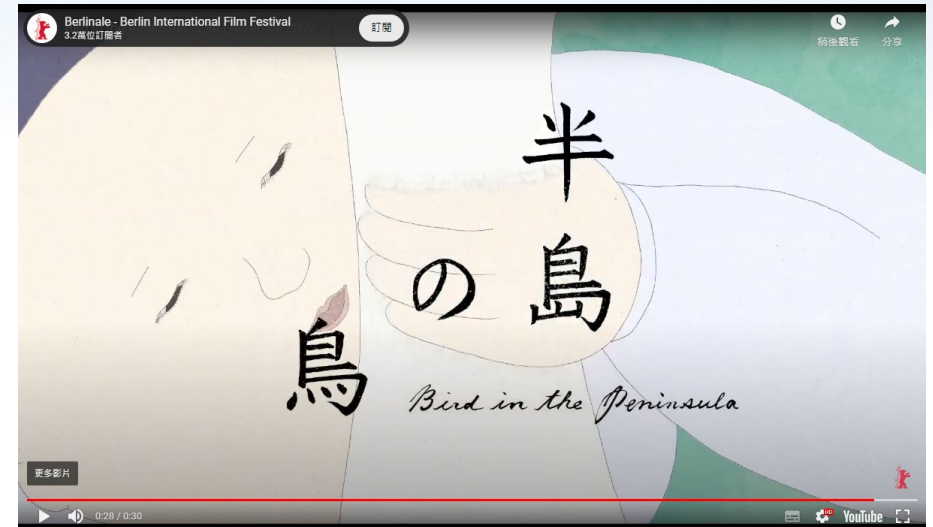 Berlinale - Berlin International Film Festival
3.2萬位訂閱者
訂閱
稍後觀看
分享
半島
の
鳥
Bird in the Peninsula
更多影片
0:28 / 0:30
HD
YouTube